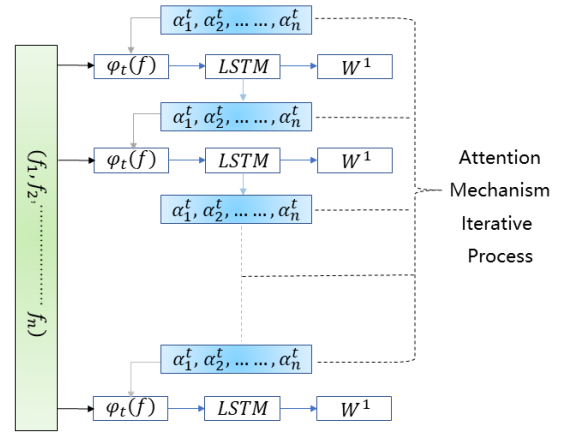 α₁ᵗ, α₂ᵗ, … …, αₙᵗ
φₜ(f) LSTM W¹
α₁ᵗ, α₂ᵗ, … …, αₙᵗ
φₜ(f) LSTM W¹
α₁ᵗ, α₂ᵗ, … …, αₙᵗ
α₁ᵗ, α₂ᵗ, … …, αₙᵗ
φₜ(f) LSTM W¹
(f₁, f₂, ………………… fₙ)
Attention
Mechanism
Iterative
Process